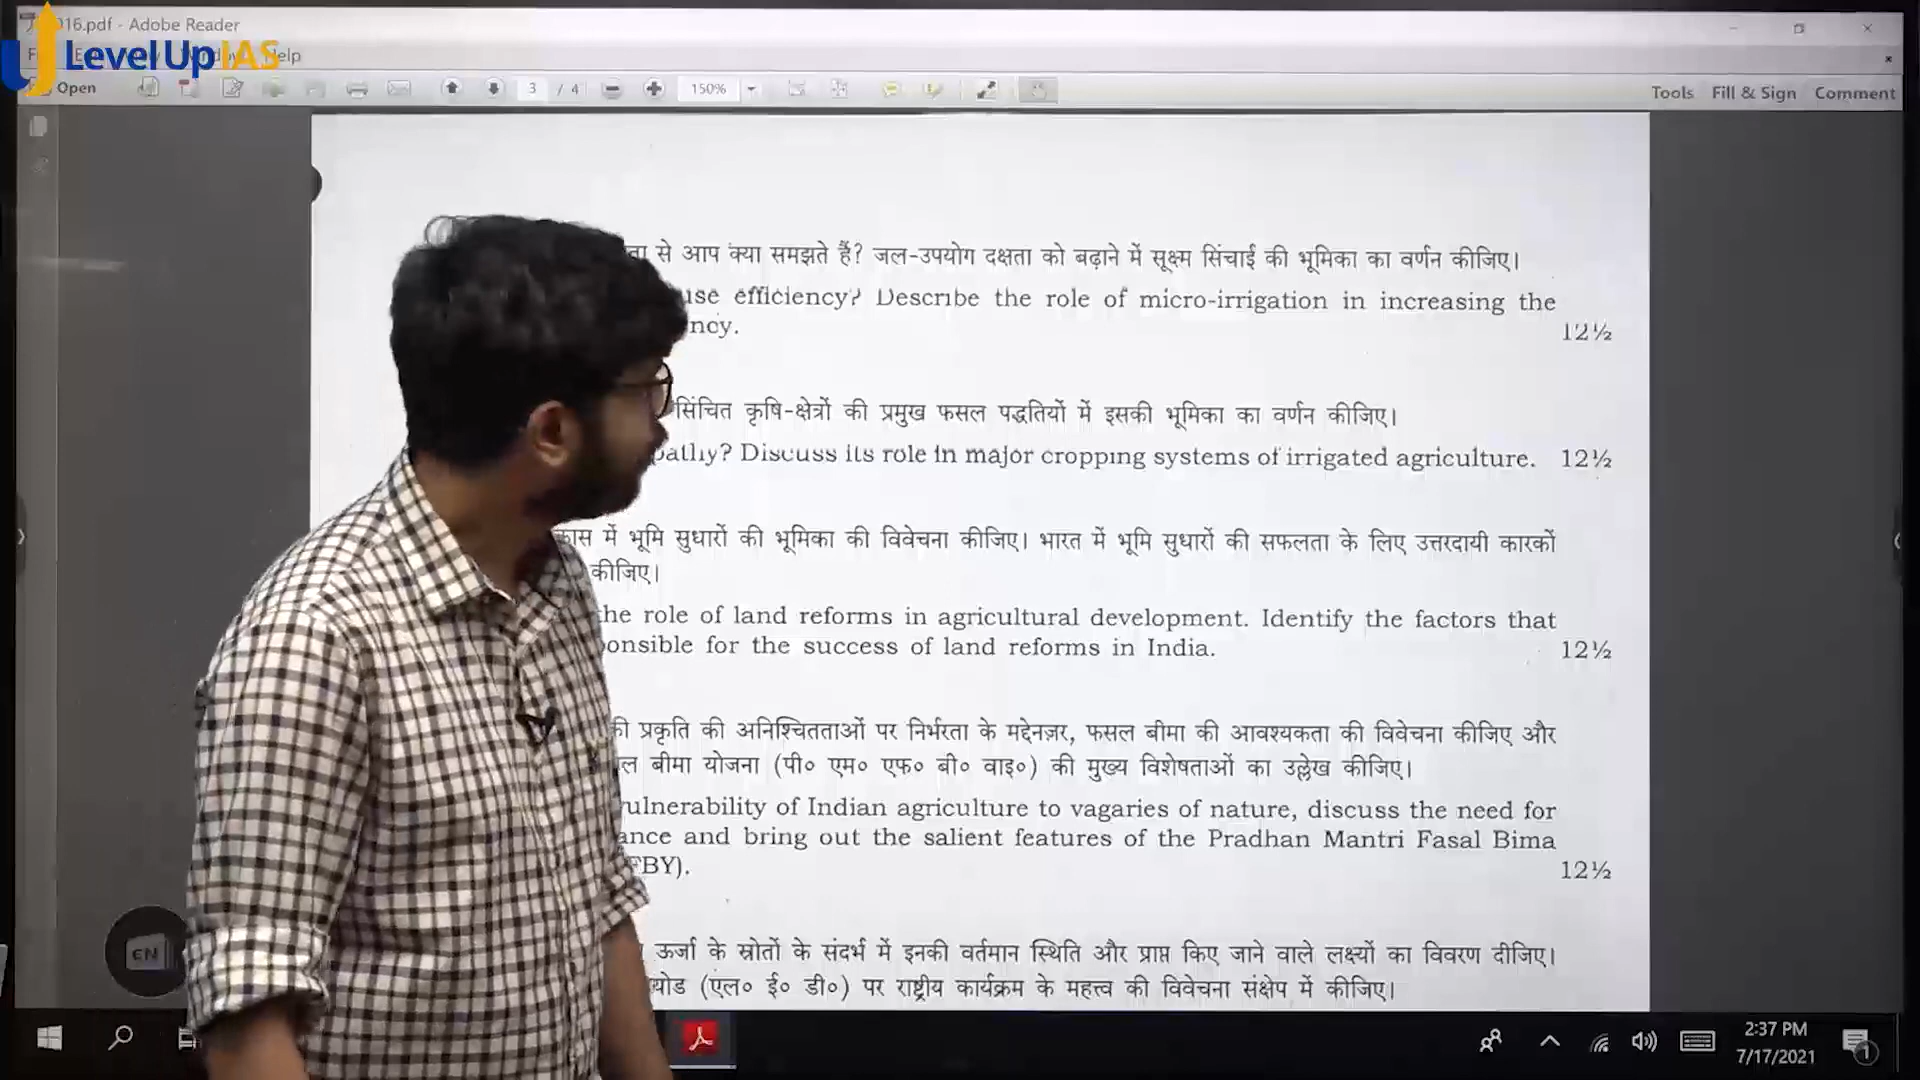 16.pdf - Adobe Reader
Level Up IAS
elp
Open
3 / 4
150%
Tools Fill & Sign Comment
से आप क्या समझते हैं? जल-उपयोग दक्षता को बढ़ाने में सूक्ष्म सिंचाई की भूमिका का वर्णन कीजिए।
use efficiency? Describe the role of micro-irrigation in increasing the
ncy. 12½
सिंचित कृषि-क्षेत्रों की प्रमुख फसल पद्धतियों में इसकी भूमिका का वर्णन कीजिए।
pathy? Discuss its role in major cropping systems of irrigated agriculture. 12½
कास में भूमि सुधारों की भूमिका की विवेचना कीजिए। भारत में भूमि सुधारों की सफलता के लिए उत्तरदायी कारकों
कीजिए।
he role of land reforms in agricultural development. Identify the factors that
onsible for the success of land reforms in India. 12½
की प्रकृति की अनिश्चितताओं पर निर्भरता के मद्देनज़र, फसल बीमा की आवश्यकता की विवेचना कीजिए और
ल बीमा योजना (पी० एम० एफ० बी० वाइ०) की मुख्य विशेषताओं का उल्लेख कीजिए।
vulnerability of Indian agriculture to vagaries of nature, discuss the need for
ance and bring out the salient features of the Pradhan Mantri Fasal Bima
FBY). 12½
ऊर्जा के स्रोतों के संदर्भ में इनकी वर्तमान स्थिति और प्राप्त किए जाने वाले लक्ष्यों का विवरण दीजिए।
योड (एल० ई० डी०) पर राष्ट्रीय कार्यक्रम के महत्त्व की विवेचना संक्षेप में कीजिए।
EN
2:37 PM
7/17/2021
1